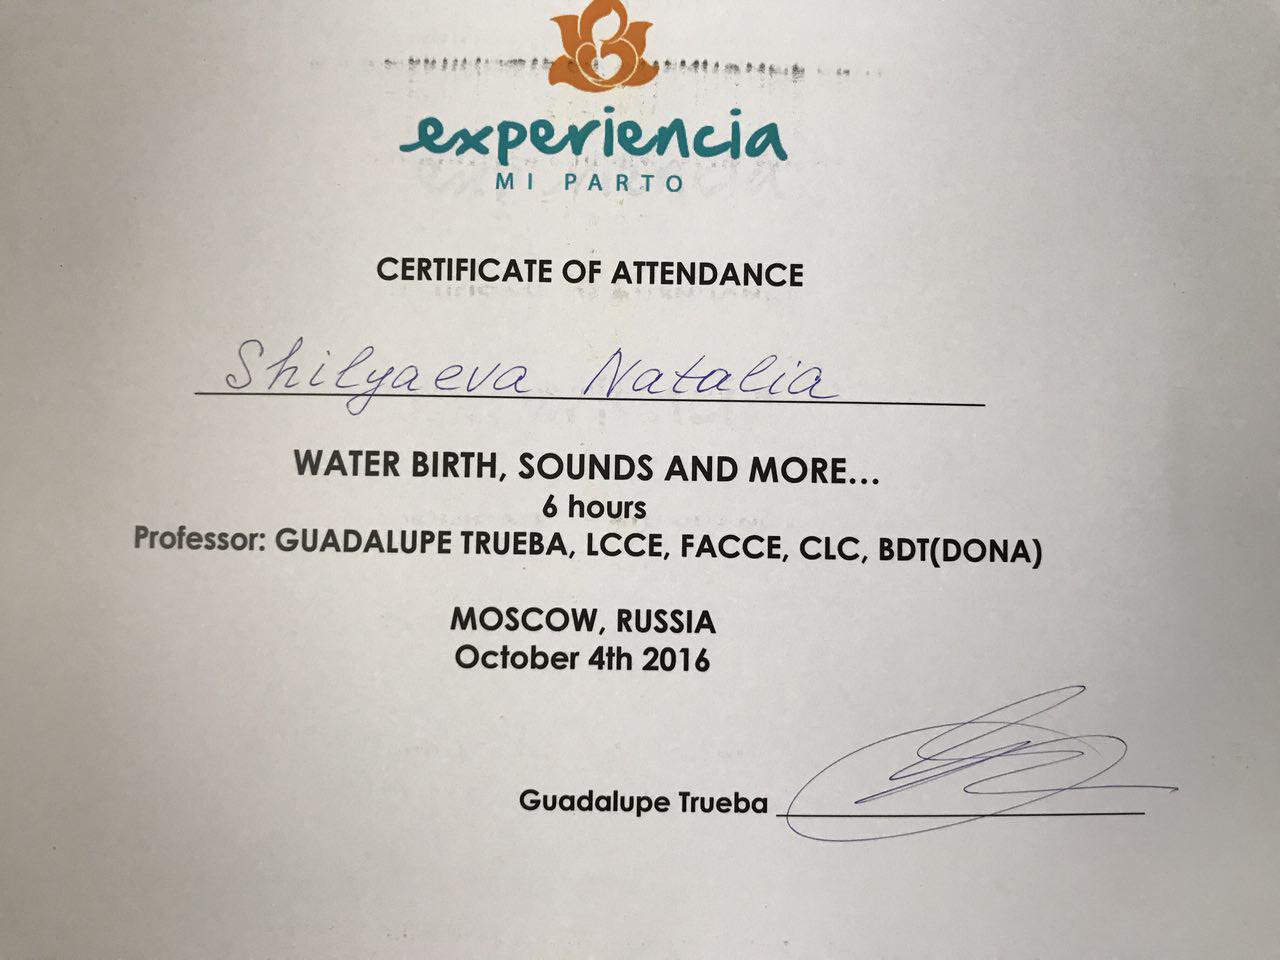 experiencia
MI PARTO
CERTIFICATE OF ATTENDANCE
Shilyaeva Natalia
WATER BIRTH, SOUNDS AND MORE...
6 hours
Professor: GUADALUPE TRUEBA, LCCE, FACCE, CLC, BDT(DONA)
MOSCOW, RUSSIA
October 4th 2016
Guadalupe Trueba